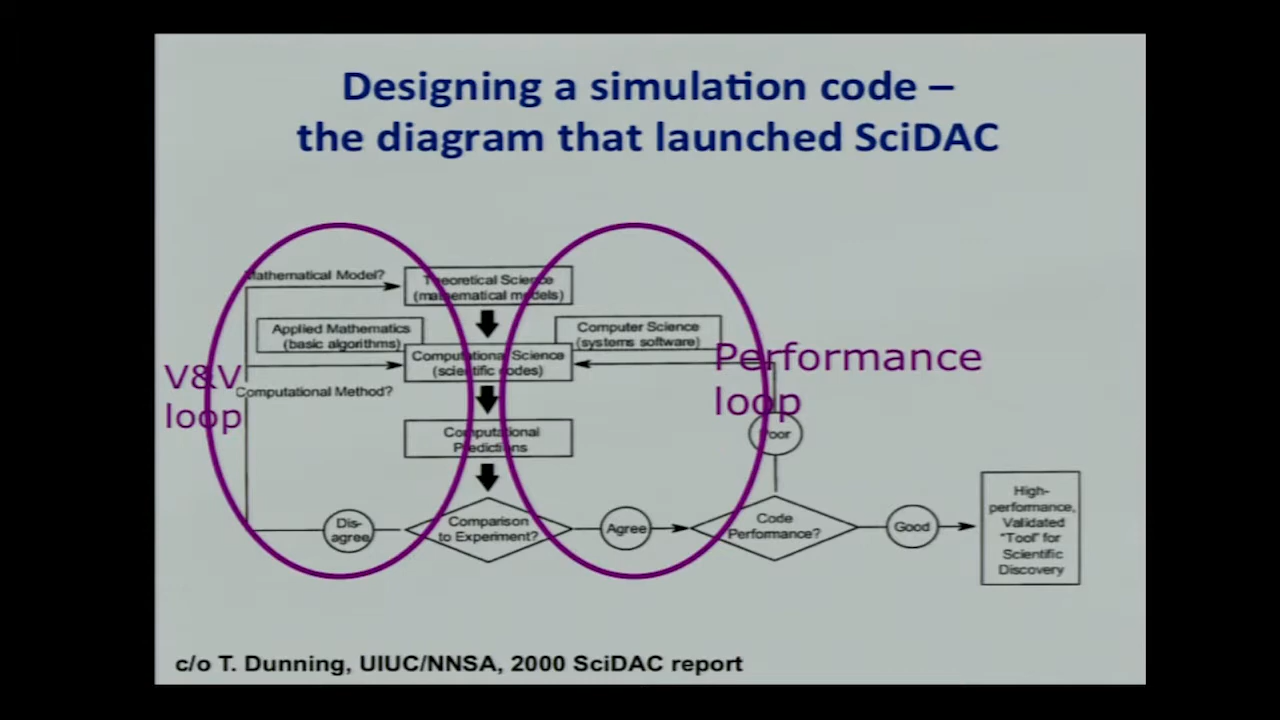 Designing a simulation code –
the diagram that launched SciDAC
Mathematical Model?
Theoretical Science
(mathematical models)
Applied Mathematics
(basic algorithms)
Computer Science
(systems software)
Computational Science
(scientific codes)
Performance
loop
V&V
loop
Computational Method?
Computational
Predictions
Poor
Dis-
agree
Comparison
to Experiment?
Agree
Code
Performance?
Good
High-
performance,
Validated
"Tool" for
Scientific
Discovery
c/o T. Dunning, UIUC/NNSA, 2000 SciDAC report